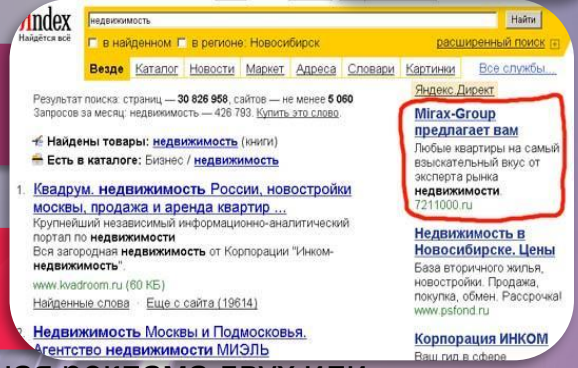 ndex
Найдётся всё
недвижимость
Найти
в найденном в регионе: Новосибирск
расширенный поиск
Везде Каталог Новости Маркет Адреса Словари Картинки Все службы...
Результат поиска: страниц — 30 826 958, сайтов — не менее 5 060
Запросов за месяц: недвижимость — 426 793. Купить это слово.
Найдены товары: недвижимость (книги)
Есть в каталоге: Бизнес / недвижимость
1. Квадрум. недвижимость России, новостройки
москвы, продажа и аренда квартир ...
Крупнейший независимый информационно-аналитический
портал по недвижимости
Вся загородная недвижимость от Корпорации "Инком-
недвижимость".
www.kvadroom.ru (60 КБ)
Найденные слова · Еще с сайта (19614)
2. Недвижимость Москвы и Подмосковья.
Агентство недвижимости МИЭЛЬ
Яндекс.Директ
Mirax-Group
предлагает вам
Любые квартиры на самый
взыскательный вкус от
эксперта рынка
недвижимости.
7211000.ru
Недвижимость в
Новосибирске. Цены
База вторичного жилья,
новостройки. Продажа,
покупка, обмен. Рассрочка!
www.psfond.ru
Корпорация ИНКОМ
Ваш гид в сфере